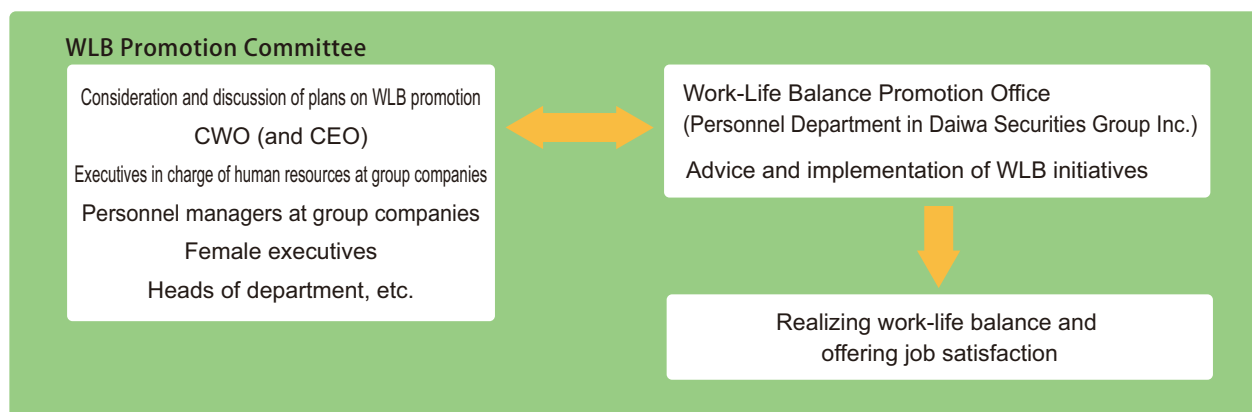 WLB Promotion Committee
Consideration and discussion of plans on WLB promotion
CWO (and CEO)
Executives in charge of human resources at group companies
Personnel managers at group companies
Female executives
Heads of department, etc.
Work-Life Balance Promotion Office
(Personnel Department in Daiwa Securities Group Inc.)
Advice and implementation of WLB initiatives
Realizing work-life balance and
offering job satisfaction